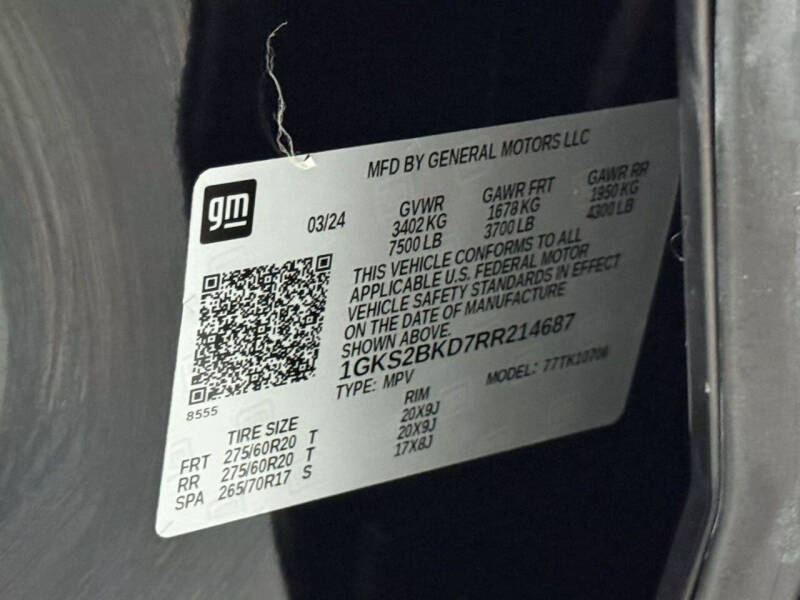 MFD BY GENERAL MOTORS LLC
gm
03/24
GVWR
3402 KG
7500 LB
GAWR FRT
1678 KG
3700 LB
GAWR RR
1950 KG
4300 LB
THIS VEHICLE CONFORMS TO ALL
APPLICABLE U.S. FEDERAL MOTOR
VEHICLE SAFETY STANDARDS IN EFFECT
ON THE DATE OF MANUFACTURE
SHOWN ABOVE.
1GKS2BKD7RR214687
TYPE: MPV
MODEL: 77TK10706
8555
TIRE SIZE
RIM
FRT 275/60R20 T 20X9J
RR 275/60R20 T 20X9J
SPA 265/70R17 S 17X8J